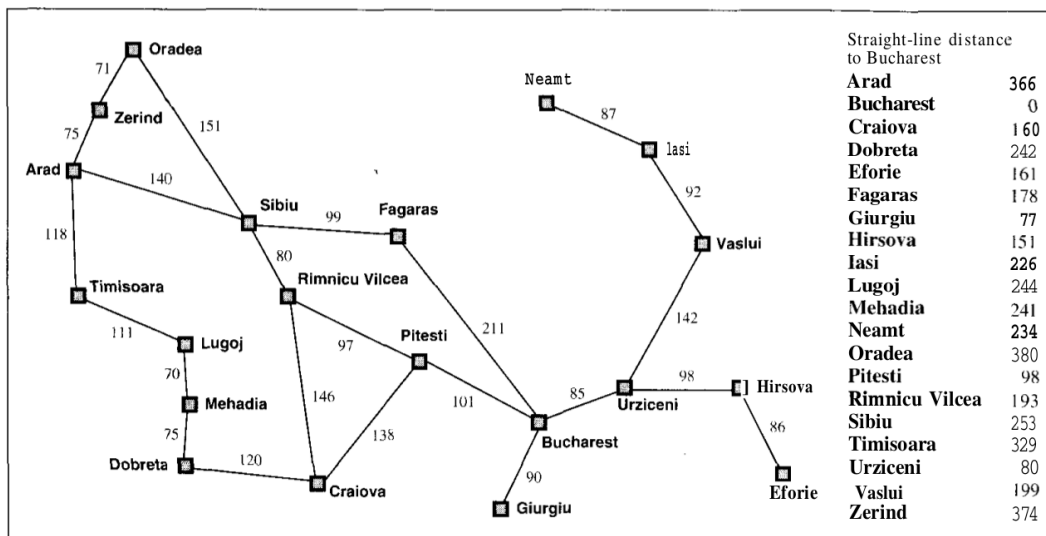 Oradea
71
Neamt
Zerind
87
75
151
Iasi
Arad
140
92
Sibiu
Fagaras
99
118
Vaslui
80
Timisoara
Rimnicu Vilcea
142
211
111
Lugoj
Pitesti
97
70
98
Hirsova
146
101
85
Urziceni
Mehadia
86
75
138
Bucharest
120
90
Dobreta
Craiova
Eforie
Giurgiu
Straight-line distance
to Bucharest
Arad 366
Bucharest 0
Craiova 160
Dobreta 242
Eforie 161
Fagaras 178
Giurgiu 77
Hirsova 151
Iasi 226
Lugoj 244
Mehadia 241
Neamt 234
Oradea 380
Pitesti 98
Rimnicu Vilcea 193
Sibiu 253
Timisoara 329
Urziceni 80
Vaslui 199
Zerind 374